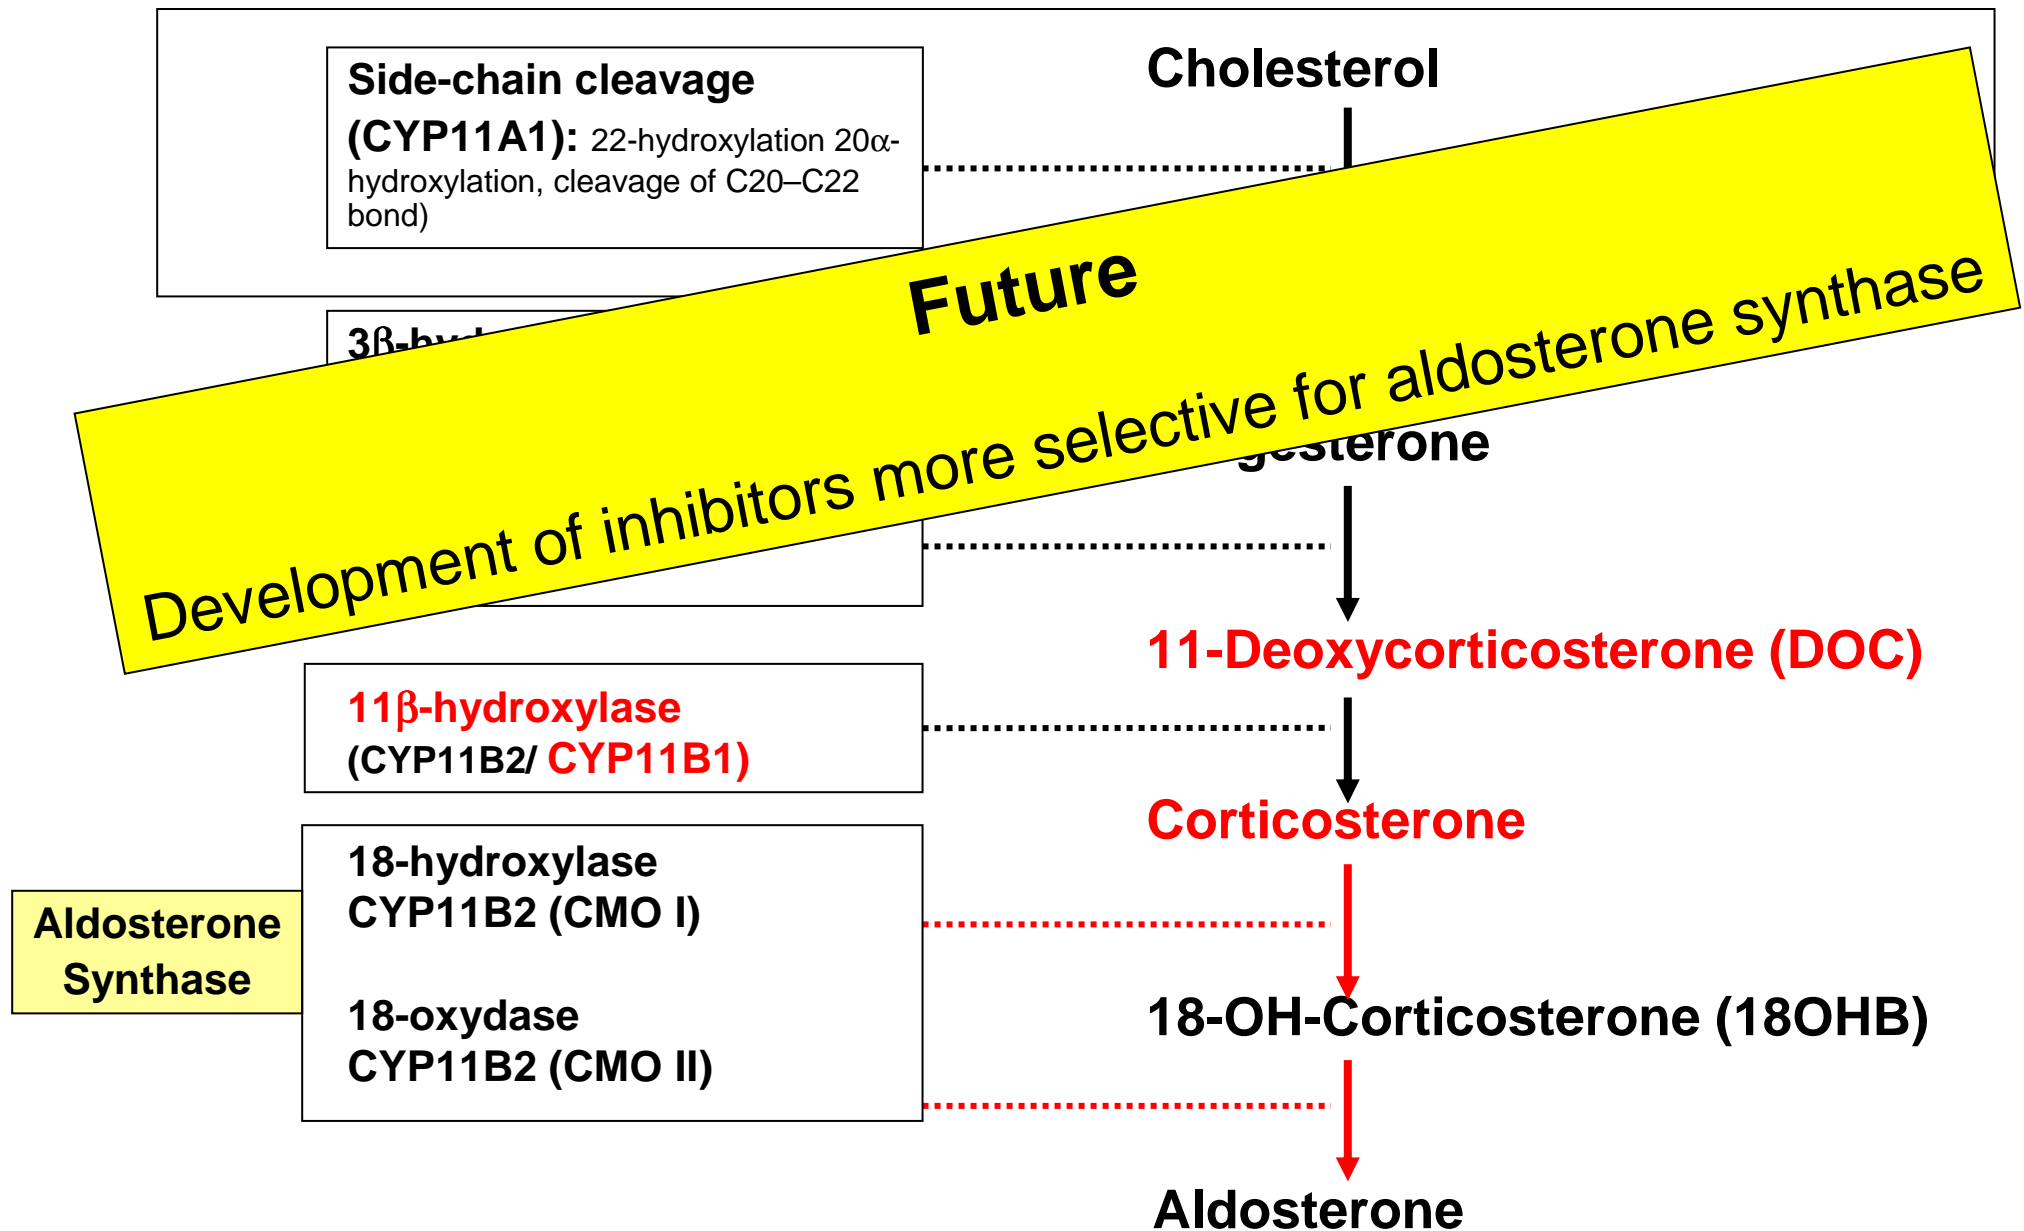 Side-chain cleavage
(CYP11A1): 22-hydroxylation 20α-
hydroxylation, cleavage of C20–C22
bond)
Cholesterol
Future
Development of inhibitors more selective for aldosterone synthase
11-Deoxycorticosterone (DOC)
11β-hydroxylase
(CYP11B2/ CYP11B1)
Corticosterone
18-hydroxylase
CYP11B2 (CMO I)
Aldosterone
Synthase
18-oxydase
CYP11B2 (CMO II)
18-OH-Corticosterone (18OHB)
Aldosterone